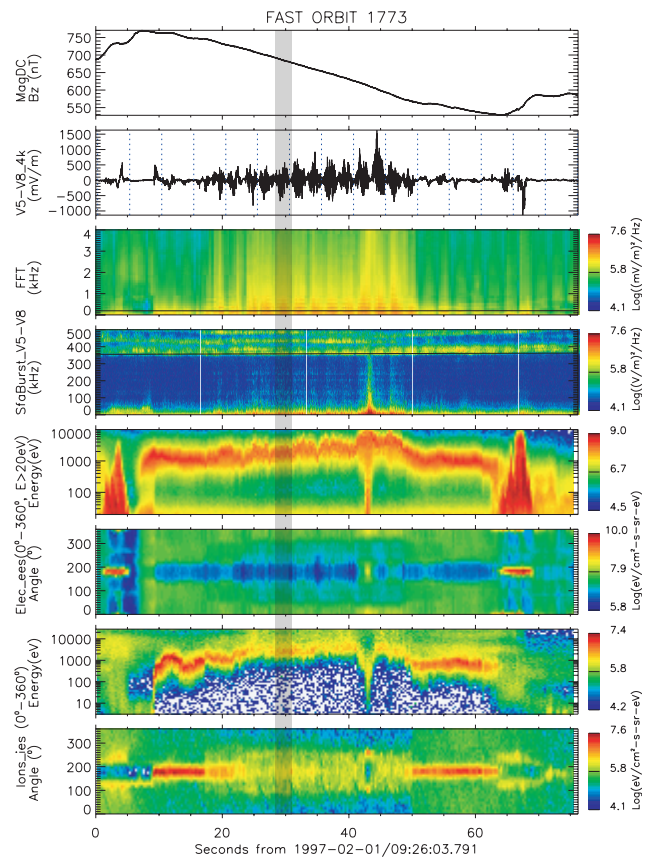 FAST ORBIT 1773
MagDC
Bz (nT)
750
700
650
600
550
V5-V8_4k
(mV/m)
1500
1000
500
0
-500
-1000
FFT
(kHz)
4
3
2
1
0
7.6
5.8
4.1
Log((mV/m)²/Hz)
SfaBurst_V5-V8
(kHz)
500
400
300
200
100
0
7.6
5.8
4.1
Log((V/m)²/Hz)
Elec_ees(0°-360°, E>20eV)
Energy(eV)
10000
1000
100
9.0
6.7
4.5
Angle (°)
300
200
100
0
10.0
7.9
5.8
Log(eV/cm²-s-sr-eV)
Ions_ies (0°-360°)
Energy(eV)
10000
1000
100
10
7.4
5.8
4.1
Angle (°)
300
200
100
0
7.6
5.8
4.1
Log(eV/cm²-s-sr-eV)
0 20 40 60
Seconds from 1997-02-01/09:26:03.791